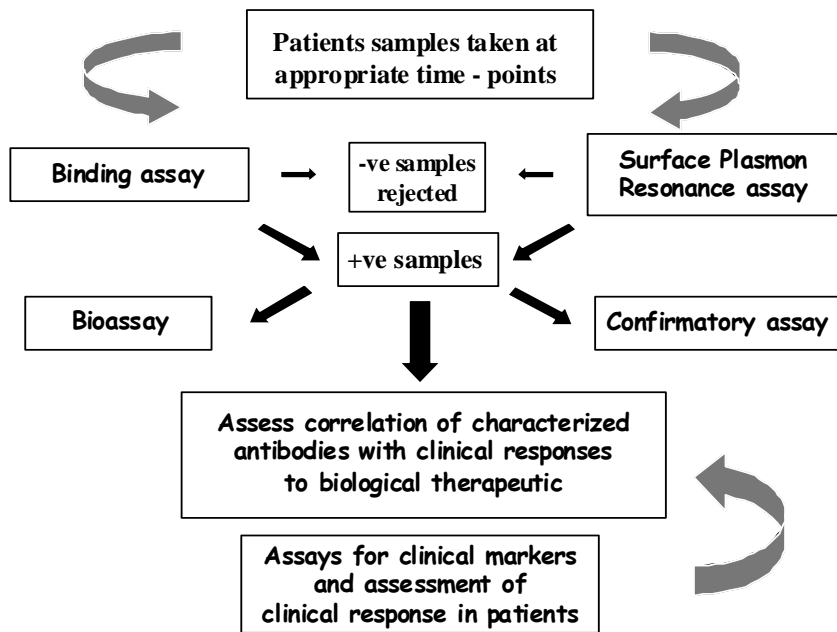 Patients samples taken at
appropriate time - points
Binding assay
-ve samples
rejected
Surface Plasmon
Resonance assay
+ve samples
Bioassay
Confirmatory assay
Assess correlation of characterized
antibodies with clinical responses
to biological therapeutic
Assays for clinical markers
and assessment of
clinical response in patients